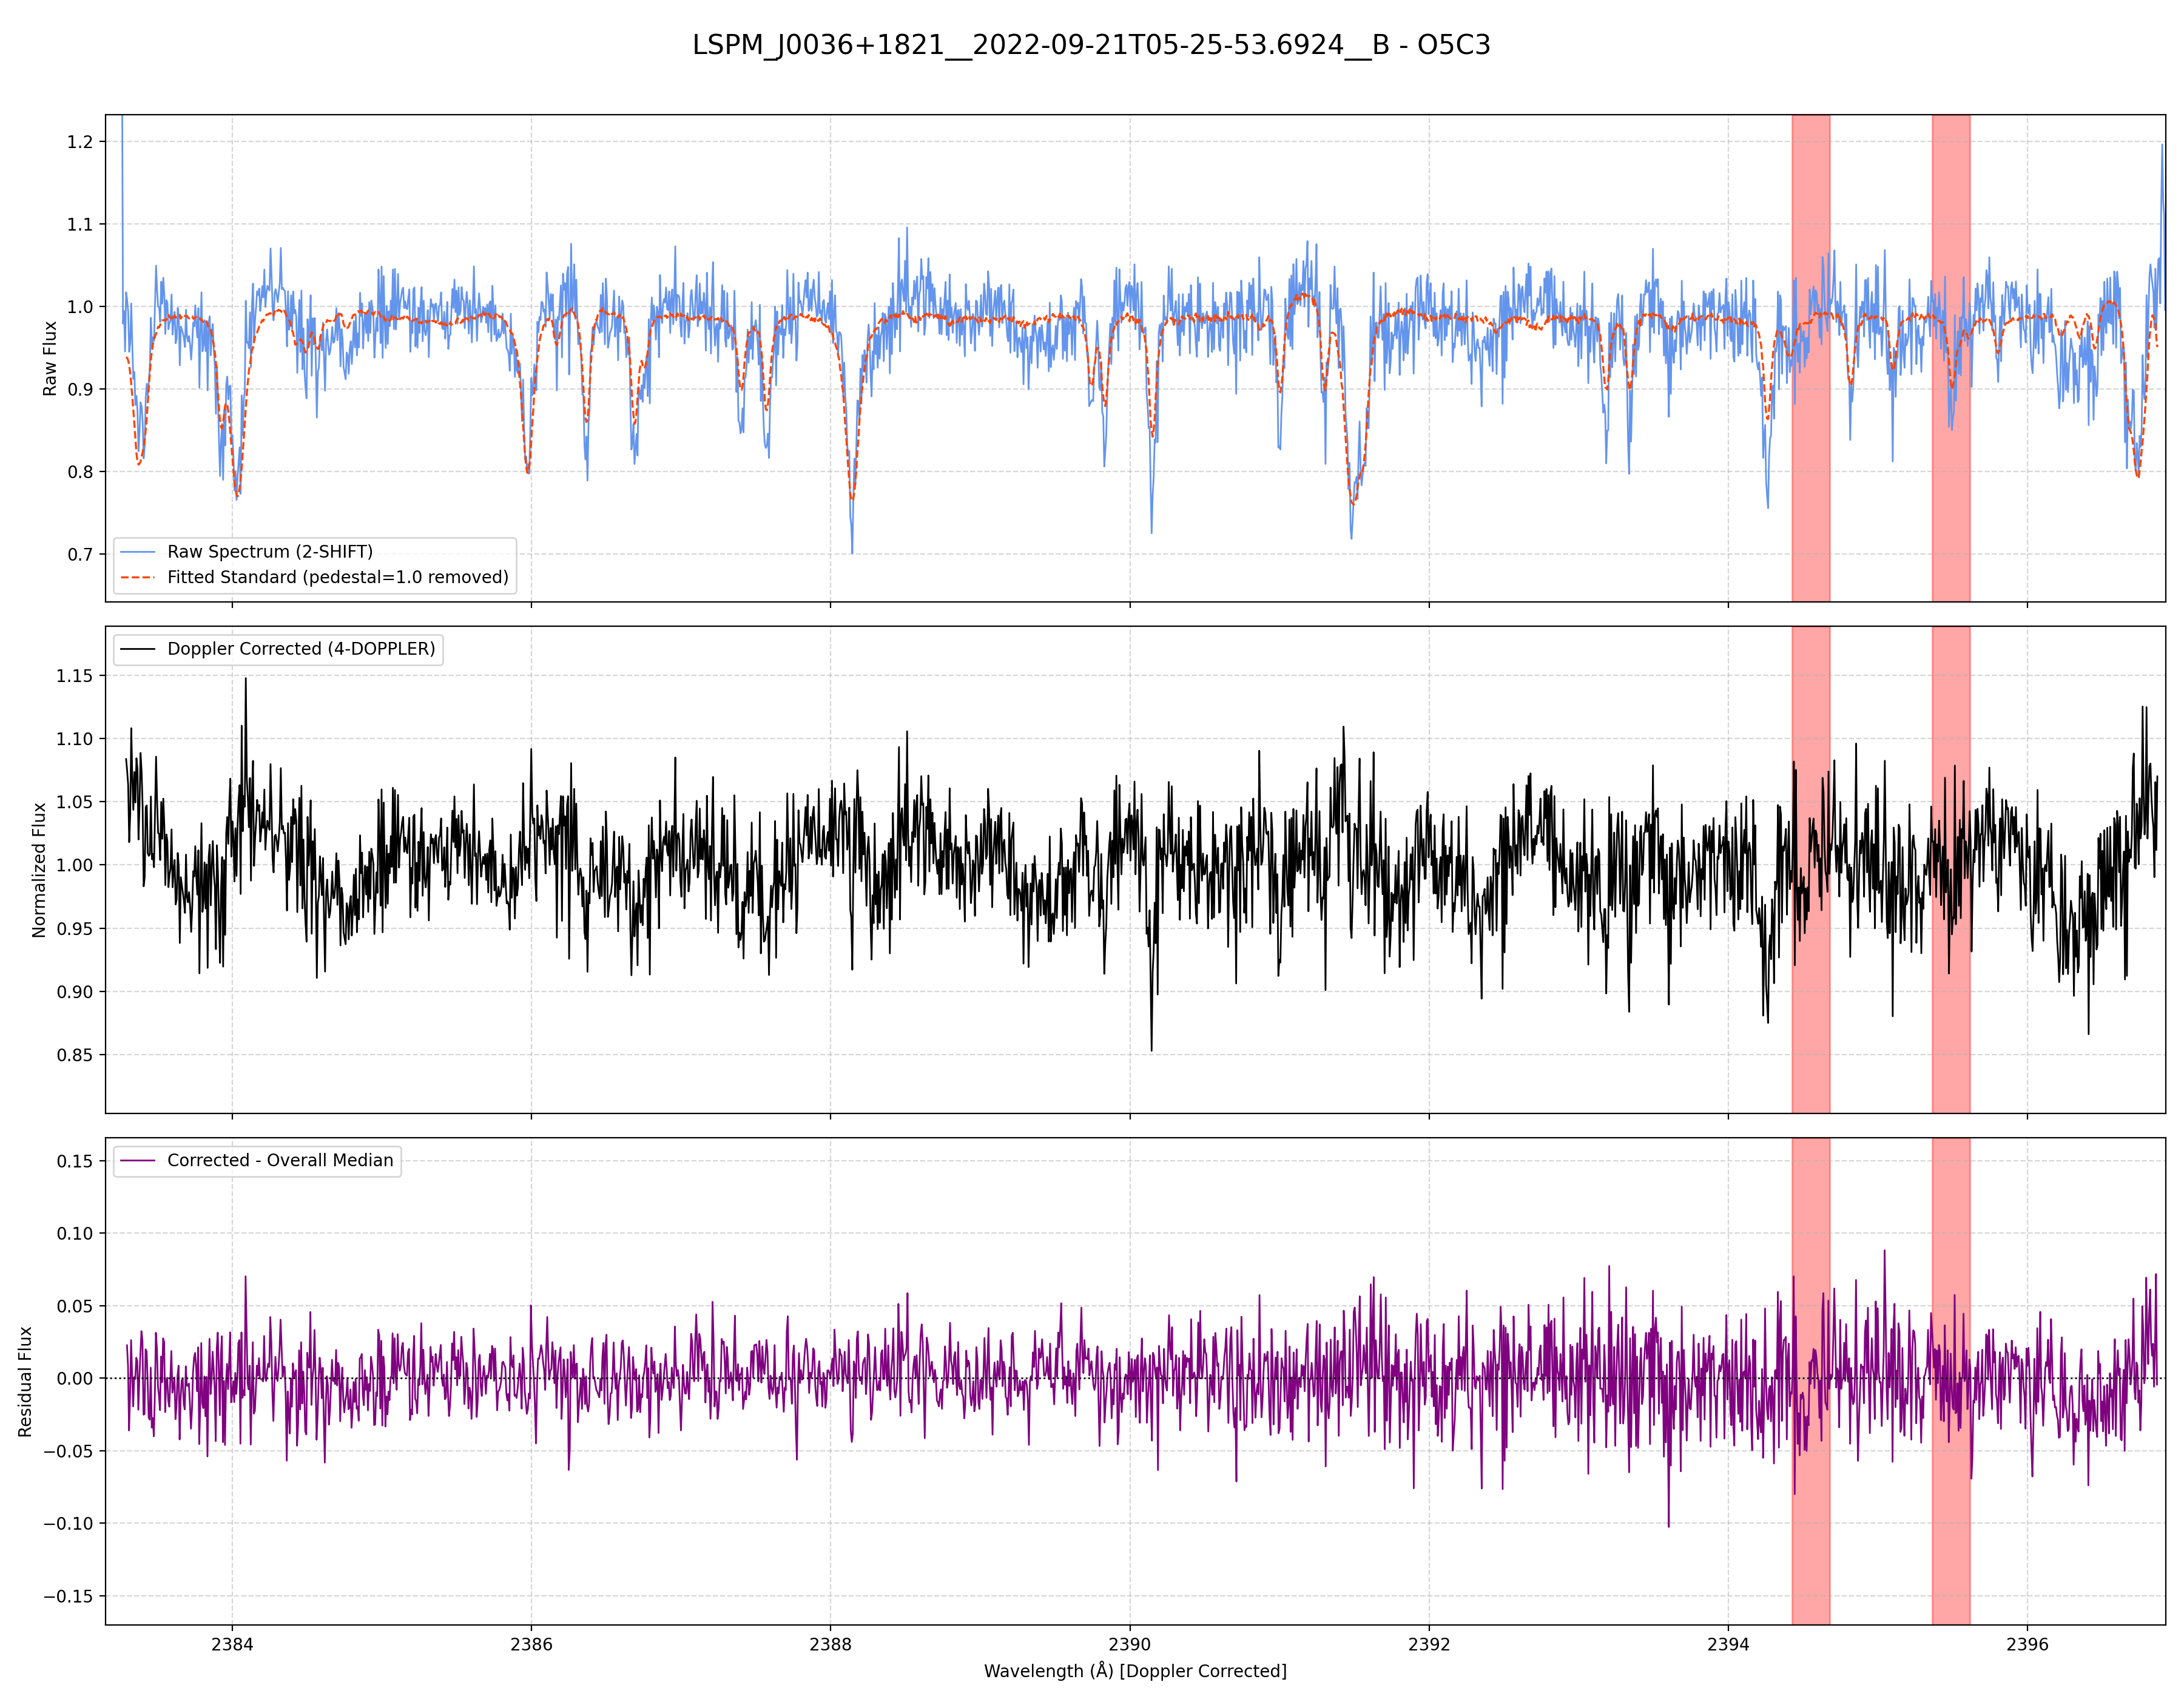 LSPM_J0036+1821__2022-09-21T05-25-53.6924__B - O5C3
1.2
1.1
1.0
0.9
0.8
0.7
Raw Flux
Raw Spectrum (2-SHIFT)
Fitted Standard (pedestal=1.0 removed)
Doppler Corrected (4-DOPPLER)
1.15
1.10
1.05
1.00
0.95
0.90
0.85
Normalized Flux
Corrected - Overall Median
0.15
0.10
0.05
0.00
−0.05
−0.10
−0.15
Residual Flux
2384 2386 2388 2390 2392 2394 2396
Wavelength (Å) [Doppler Corrected]